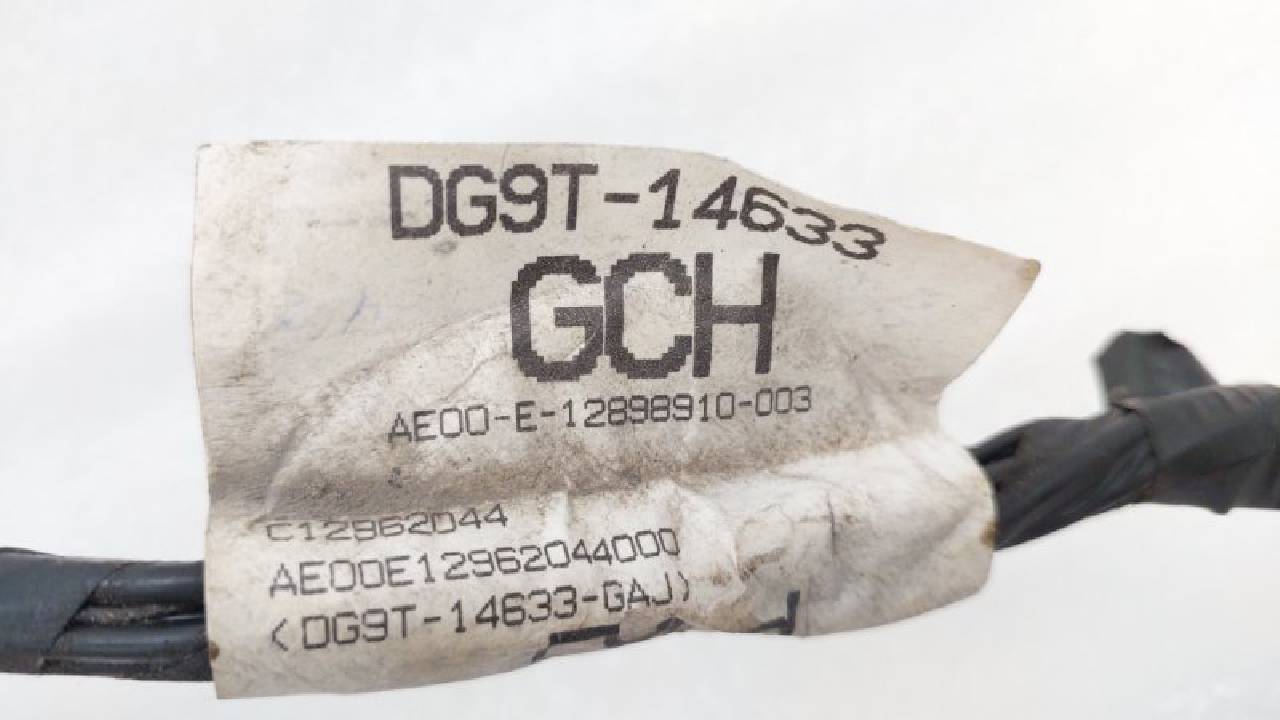 DG9T-14633
GCH
AE00-E-12898910-003
C12962044
AE00E12962044000
(DG9T-14633-GAJ)